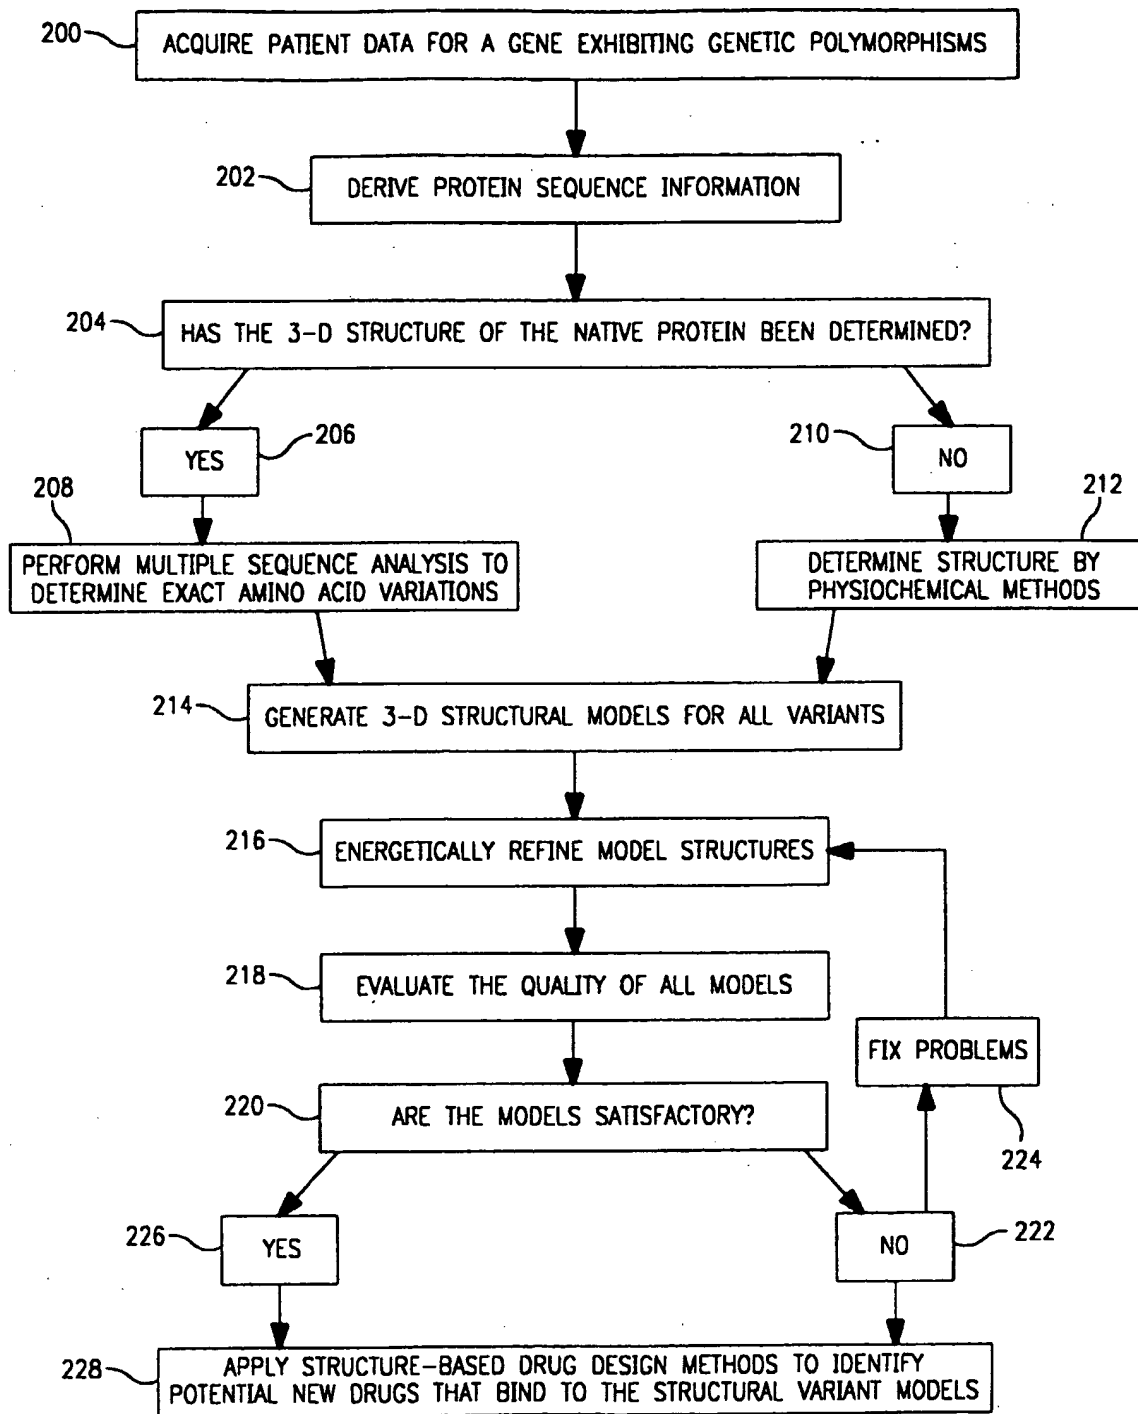 200
ACQUIRE PATIENT DATA FOR A GENE EXHIBITING GENETIC POLYMORPHISMS
202
DERIVE PROTEIN SEQUENCE INFORMATION
204
HAS THE 3-D STRUCTURE OF THE NATIVE PROTEIN BEEN DETERMINED?
YES
206
210
NO
208
PERFORM MULTIPLE SEQUENCE ANALYSIS TO
DETERMINE EXACT AMINO ACID VARIATIONS
212
DETERMINE STRUCTURE BY
PHYSIOCHEMICAL METHODS
214
GENERATE 3-D STRUCTURAL MODELS FOR ALL VARIANTS
216
ENERGETICALLY REFINE MODEL STRUCTURES
218
EVALUATE THE QUALITY OF ALL MODELS
FIX PROBLEMS
224
220
ARE THE MODELS SATISFACTORY?
226
YES
NO
222
228
APPLY STRUCTURE-BASED DRUG DESIGN METHODS TO IDENTIFY
POTENTIAL NEW DRUGS THAT BIND TO THE STRUCTURAL VARIANT MODELS